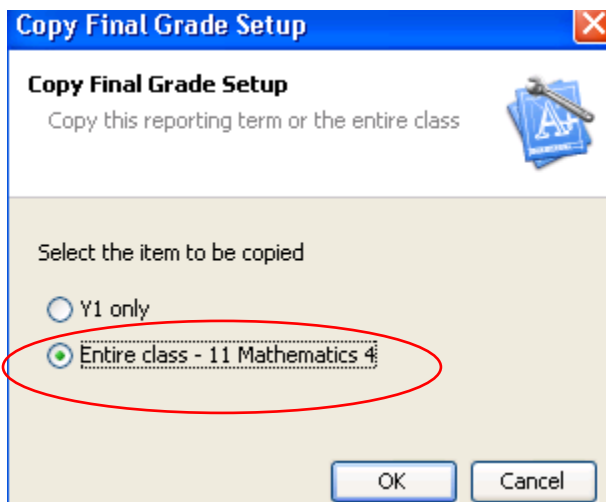 Copy Final Grade Setup
Copy Final Grade Setup
Copy this reporting term or the entire class
A+
Select the item to be copied
Y1 only
Entire class - 11 Mathematics 4
OK
Cancel